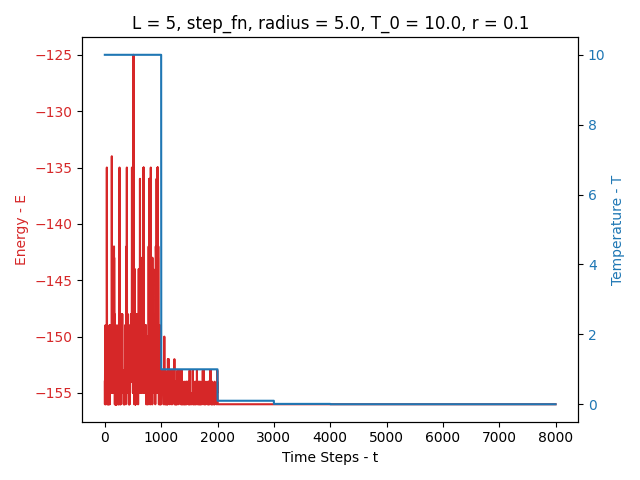 L = 5, step_fn, radius = 5.0, T_0 = 10.0, r = 0.1
−125
−130
−135
−140
−145
−150
−155
Energy - E
10
8
6
4
2
0
Temperature - T
0 1000 2000 3000 4000 5000 6000 7000 8000
Time Steps - t